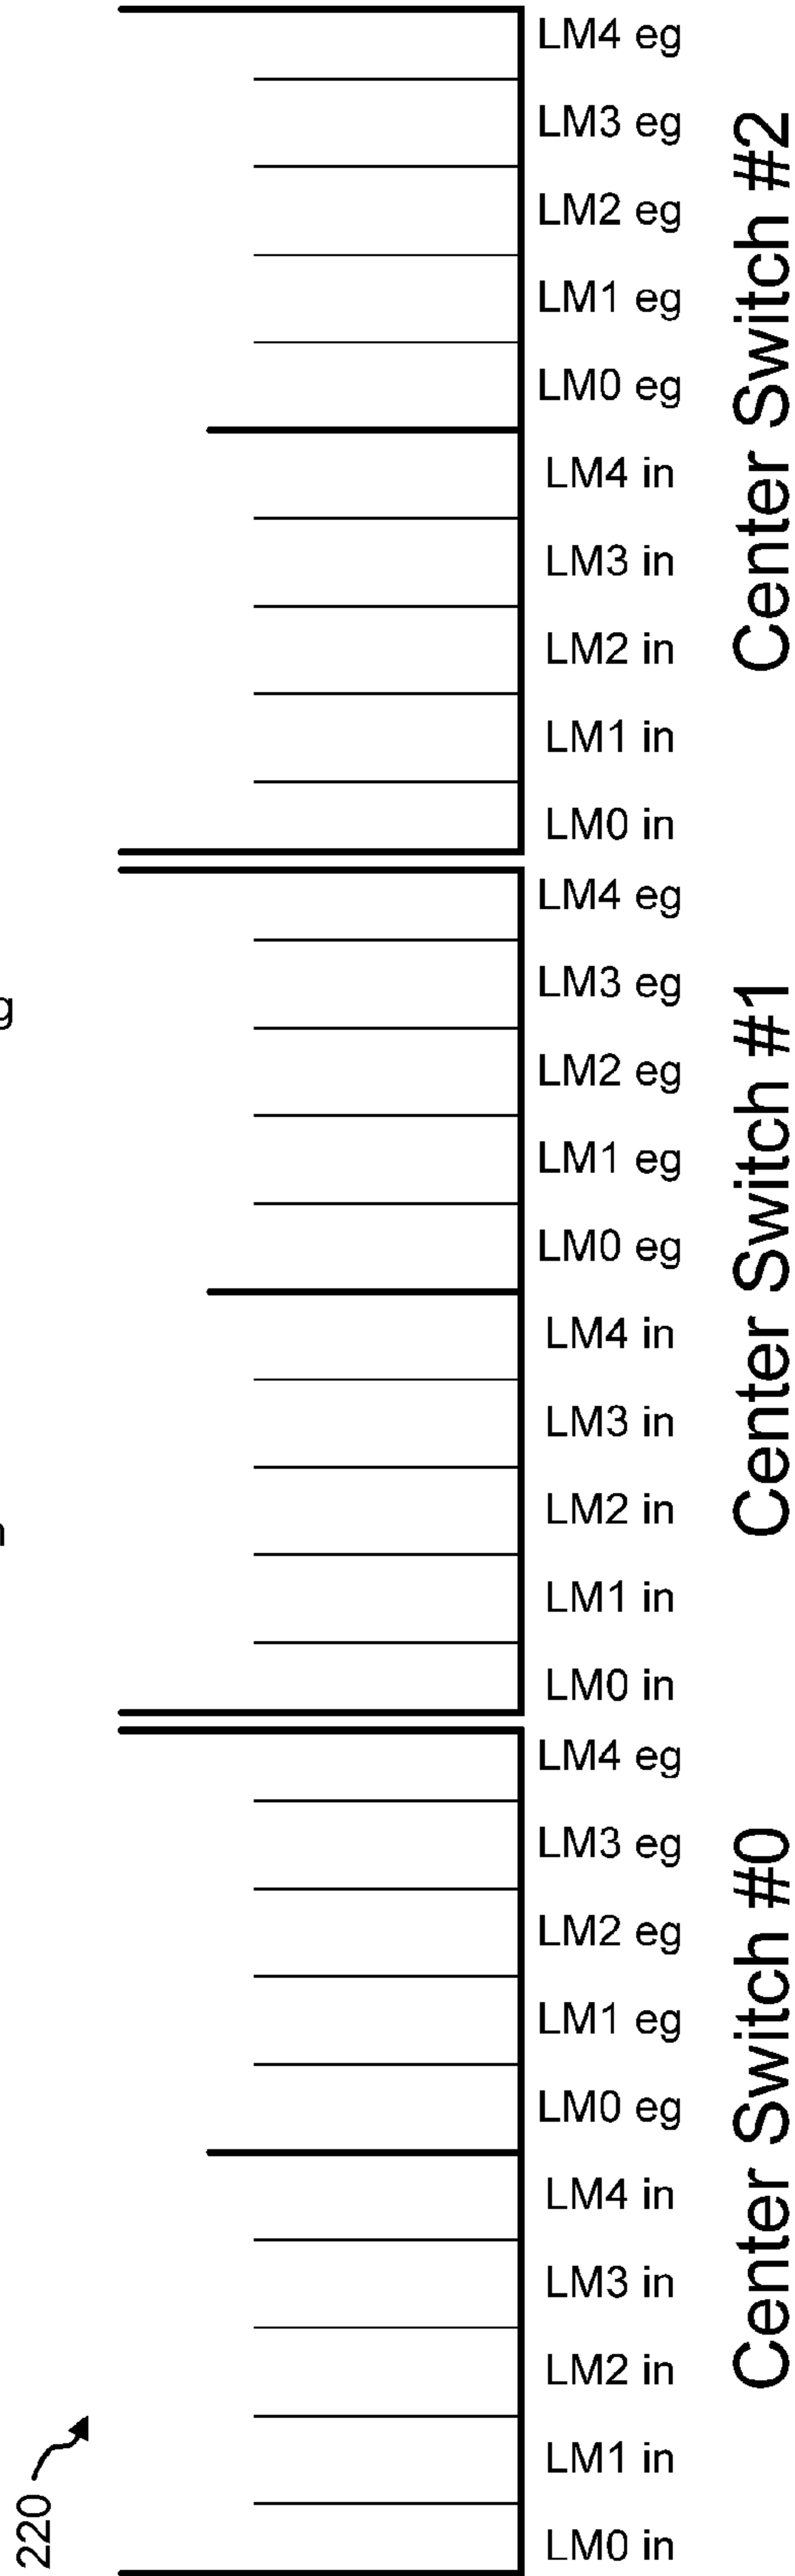 LM4 eg
LM3 eg
LM2 eg
LM1 eg
LM0 eg
LM4 in
LM3 in
LM2 in
LM1 in
LM0 in
Center Switch #2
LM4 eg
LM3 eg
LM2 eg
LM1 eg
LM0 eg
LM4 in
LM3 in
LM2 in
LM1 in
LM0 in
Center Switch #1
LM4 eg
LM3 eg
LM2 eg
LM1 eg
LM0 eg
LM4 in
LM3 in
LM2 in
LM1 in
LM0 in
Center Switch #0
220